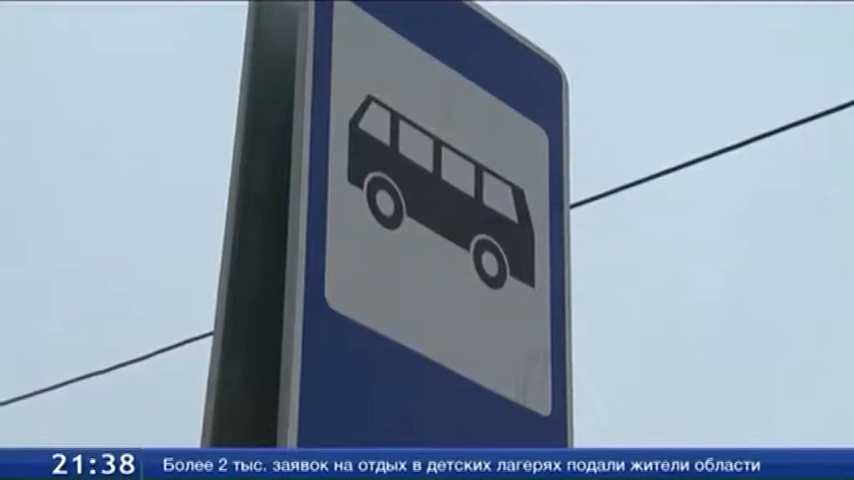 21:38 Более 2 тыс. заявок на отдых в детских лагерях подали жители области